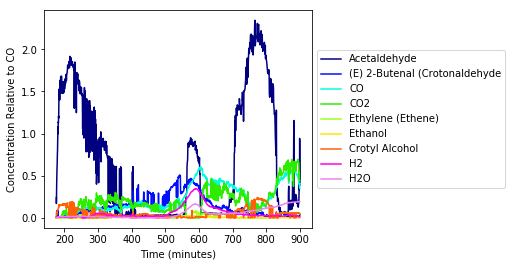 Concentration Relative to CO
2.0
1.5
1.0
0.5
0.0
200 300 400 500 600 700 800 900
Time (minutes)
Acetaldehyde
(E) 2-Butenal (Crotonaldehyde
CO
CO2
Ethylene (Ethene)
Ethanol
Crotyl Alcohol
H2
H2O